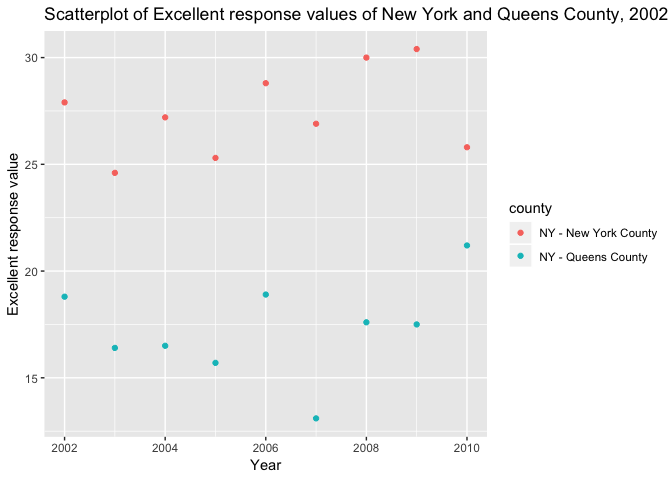 Scatterplot of Excellent response values of New York and Queens County, 2002
30
25
20
15
Excellent response value
2002 2004 2006 2008 2010
Year
county
NY - New York County
NY - Queens County